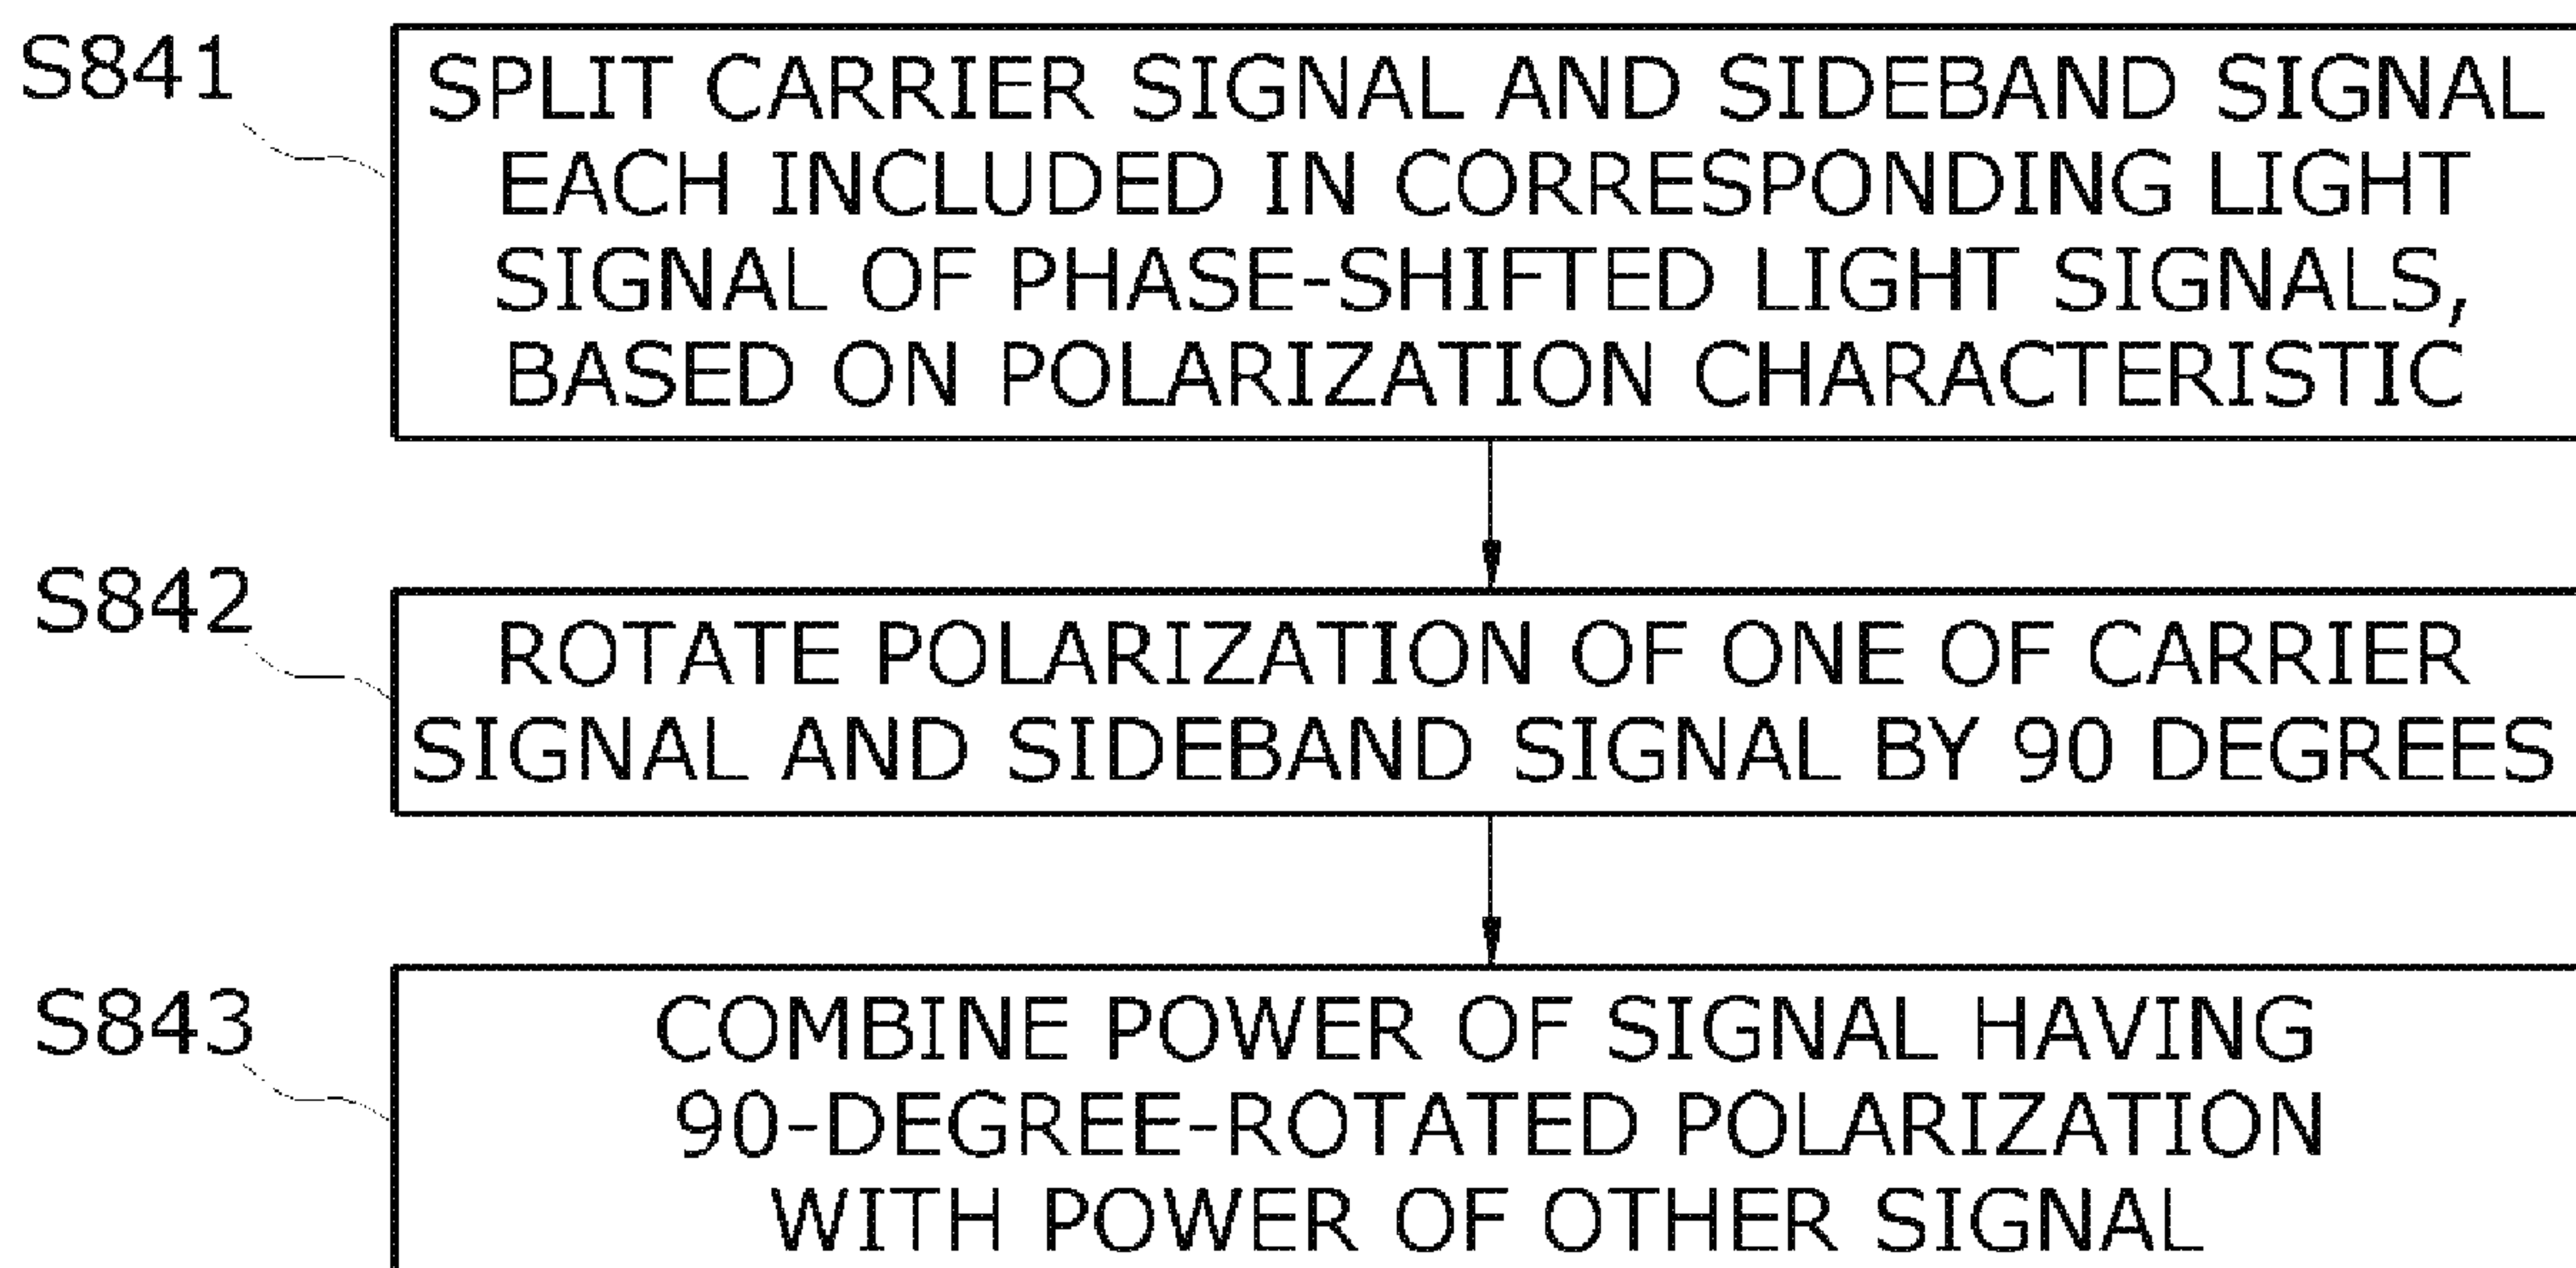 S841
SPLIT CARRIER SIGNAL AND SIDEBAND SIGNAL
EACH INCLUDED IN CORRESPONDING LIGHT
SIGNAL OF PHASE-SHIFTED LIGHT SIGNALS,
BASED ON POLARIZATION CHARACTERISTIC
S842
ROTATE POLARIZATION OF ONE OF CARRIER
SIGNAL AND SIDEBAND SIGNAL BY 90 DEGREES
S843
COMBINE POWER OF SIGNAL HAVING
90-DEGREE-ROTATED POLARIZATION
WITH POWER OF OTHER SIGNAL